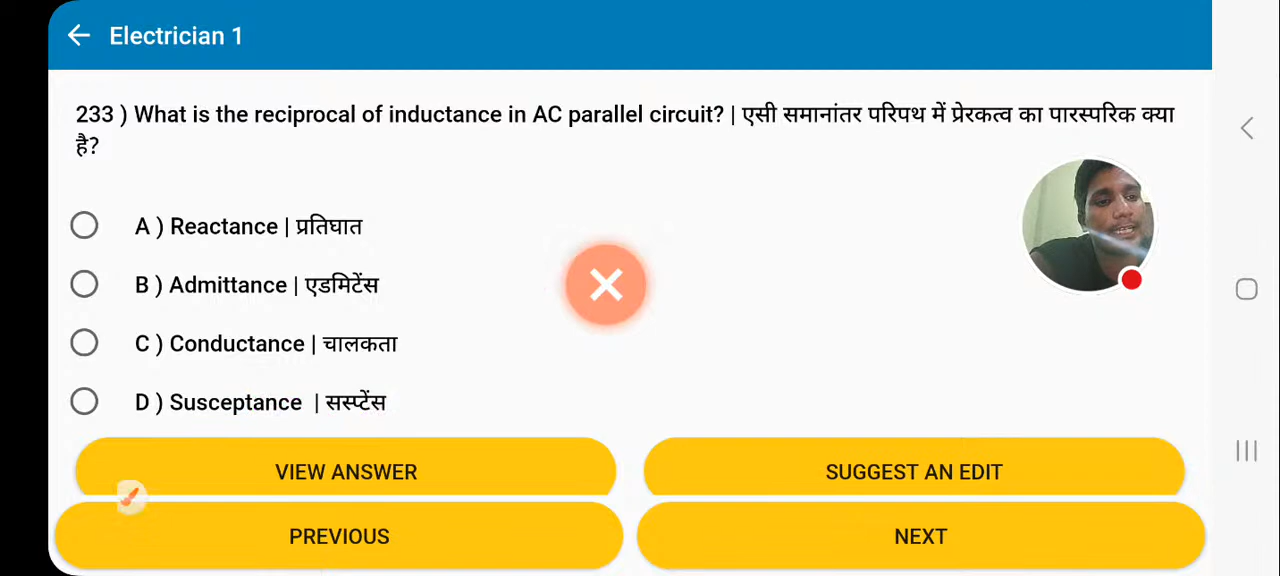 Electrician 1
233 ) What is the reciprocal of inductance in AC parallel circuit? | एसी समानांतर परिपथ में प्रेरकत्व का पारस्परिक क्या
है?
A ) Reactance | प्रतिघात
B ) Admittance | एडमिटेंस
C ) Conductance | चालकता
D ) Susceptance | सस्प्टेंस
VIEW ANSWER
SUGGEST AN EDIT
PREVIOUS
NEXT